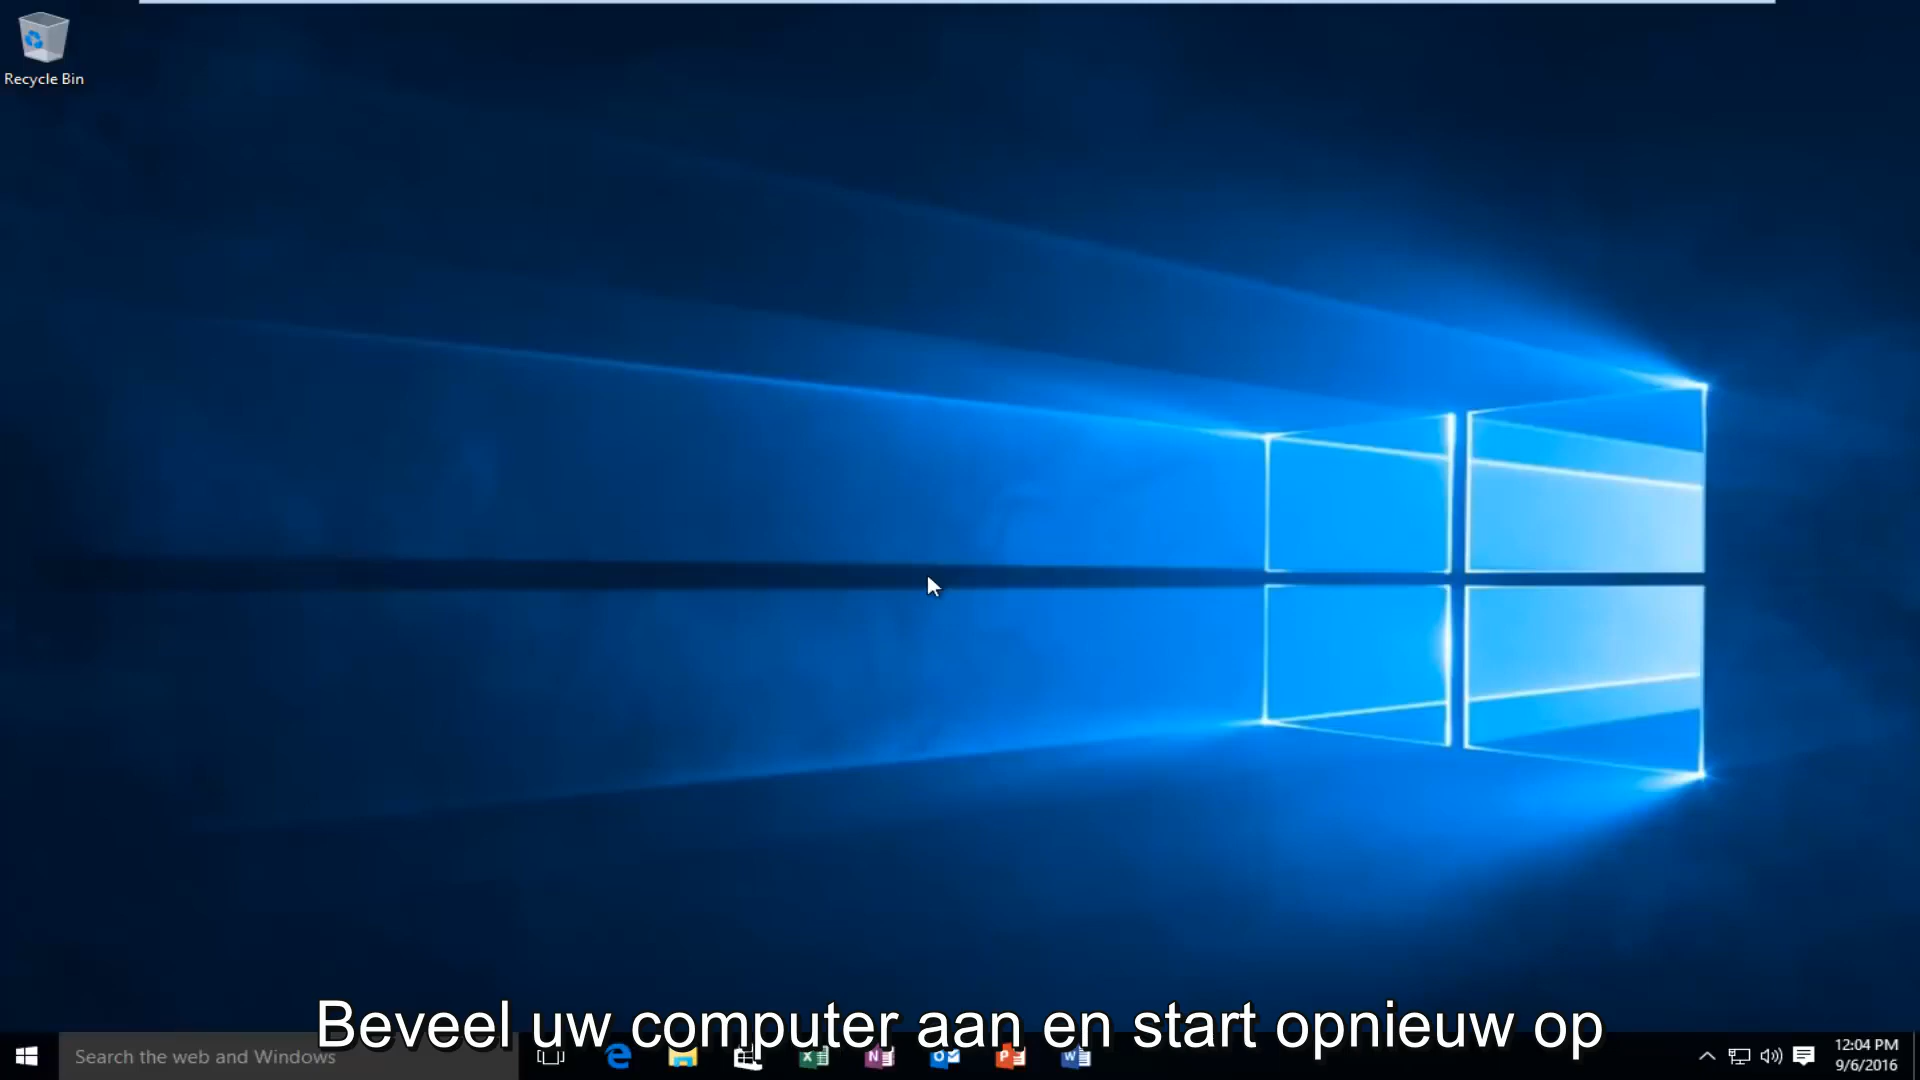 Recycle Bin
Beveel uw computer aan en start opnieuw op
Search the web and Windows
12:04 PM
9/6/2016